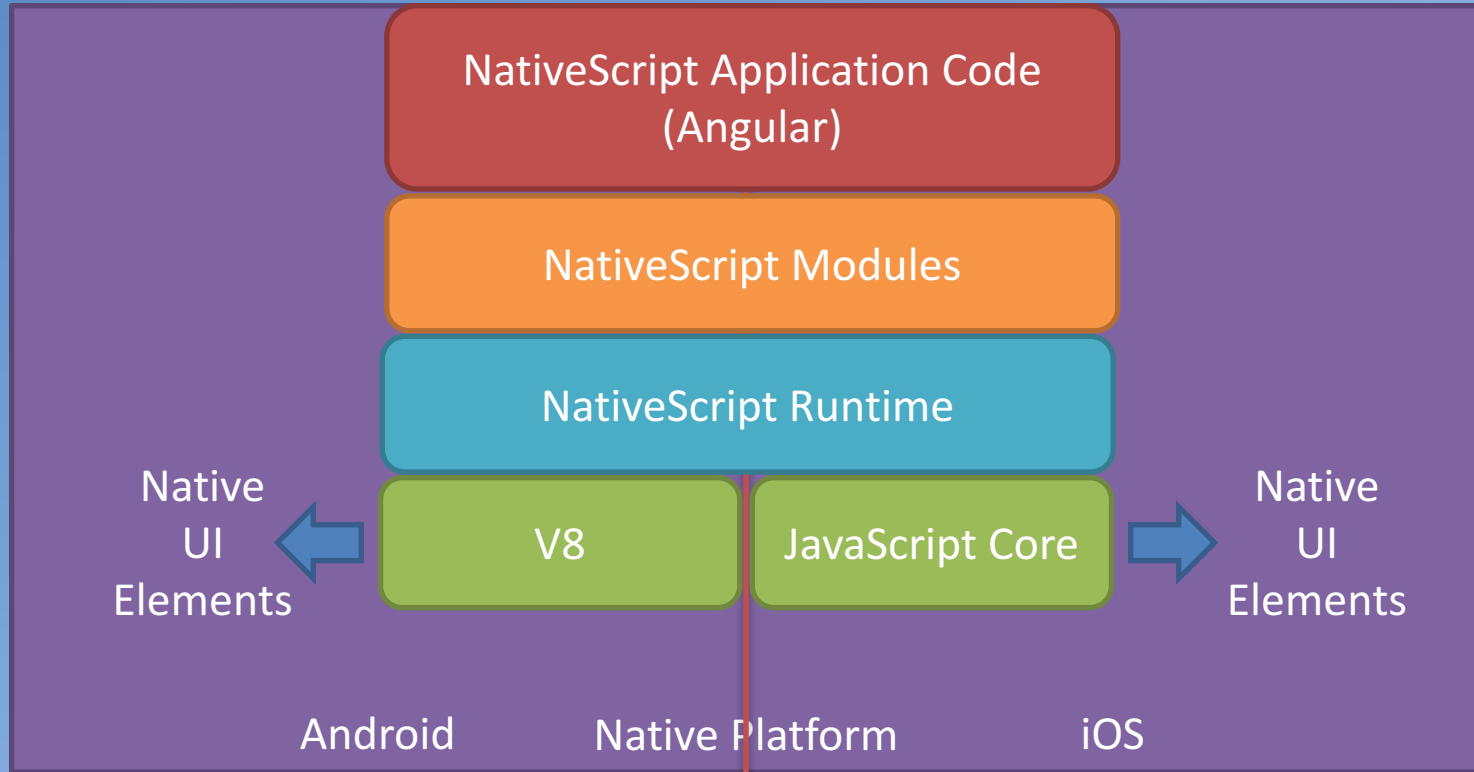 NativeScript Application Code
(Angular)
NativeScript Modules
NativeScript Runtime
Native
UI
Elements
V8
JavaScript Core
Native
UI
Elements
Android
Native Platform
iOS